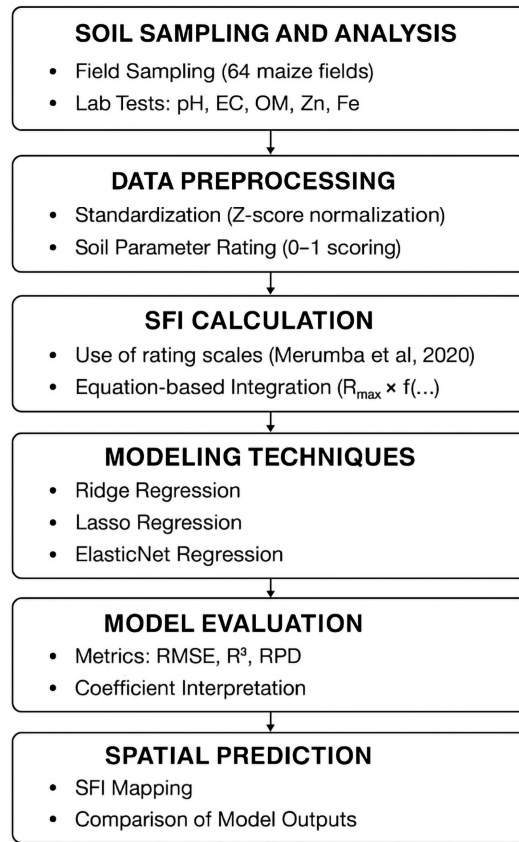 SOIL SAMPLING AND ANALYSIS
• Field Sampling (64 maize fields)
• Lab Tests: pH, EC, OM, Zn, Fe
DATA PREPROCESSING
• Standardization (Z-score normalization)
• Soil Parameter Rating (0–1 scoring)
SFI CALCULATION
• Use of rating scales (Merumba et al, 2020)
• Equation-based Integration (Rmax × f(...)
MODELING TECHNIQUES
• Ridge Regression
• Lasso Regression
• ElasticNet Regression
MODEL EVALUATION
• Metrics: RMSE, R³, RPD
• Coefficient Interpretation
SPATIAL PREDICTION
• SFI Mapping
• Comparison of Model Outputs